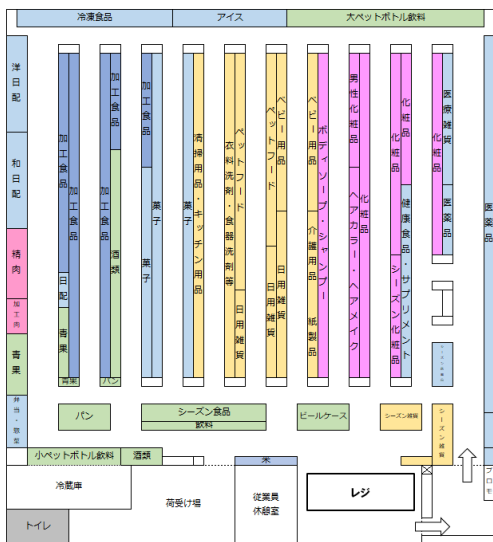 冷凍食品
アイス
大ペットボトル飲料
洋日配
和日配
精肉
加工肉
青果
弁当・惣菜
加工食品
日配
青果
青果
加工食品
加工食品
加工食品
酒類
パン
加工食品
菓子
菓子
菓子
清掃用品・キッチン用品
衣料洗剤・食器洗剤等
ペットフード
日用雑貨
ペットフード
日用雑貨
ベビー用品
日用雑貨
ベビー用品
介護用品 紙製品
ボディソープ・シャンプー
男性化粧品
ヘアカラー・ヘアメイク
化粧品
化粧品
シーズン化粧品
化粧品
健康食品・サプリメント
化粧品
医療雑貨
医薬品
医薬品
パン
シーズン食品
飲料
ビールケース
シーズン雑貨
シーズン雑貨
小ペットボトル飲料
酒類
米
冷蔵庫
荷受け場
従業員
休憩室
レジ
プロモ
トイレ